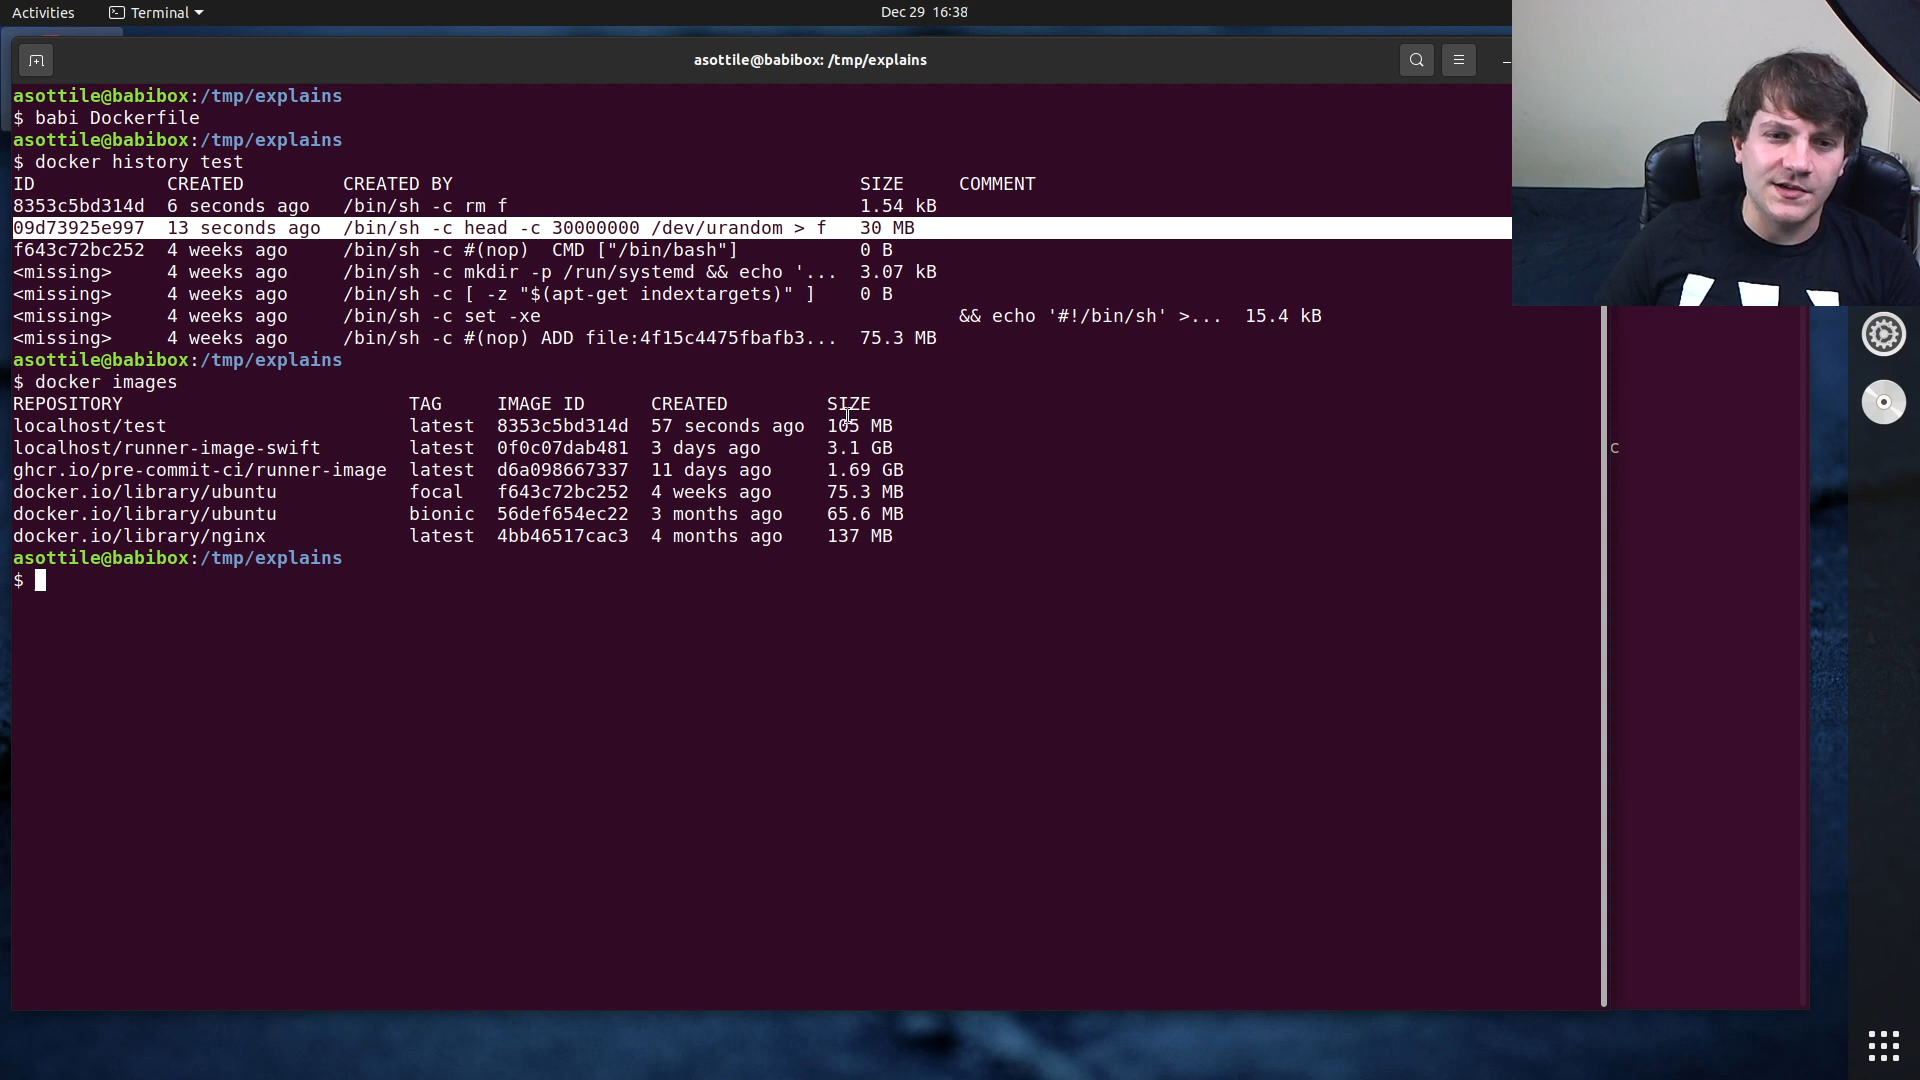 Activities Terminal Dec 29 16:38
asottile@babibox: /tmp/explains
asottile@babibox:/tmp/explains
$ babi Dockerfile
asottile@babibox:/tmp/explains
$ docker history test
ID CREATED CREATED BY SIZE COMMENT
8353c5bd314d 6 seconds ago /bin/sh -c rm f 1.54 kB
09d73925e997 13 seconds ago /bin/sh -c head -c 30000000 /dev/urandom > f 30 MB
f643c72bc252 4 weeks ago /bin/sh -c #(nop) CMD ["/bin/bash"] 0 B
<missing> 4 weeks ago /bin/sh -c mkdir -p /run/systemd && echo '... 3.07 kB
<missing> 4 weeks ago /bin/sh -c [ -z "$(apt-get indextargets)" ] 0 B
<missing> 4 weeks ago /bin/sh -c set -xe && echo '#!/bin/sh' >... 15.4 kB
<missing> 4 weeks ago /bin/sh -c #(nop) ADD file:4f15c4475fbafb3... 75.3 MB
asottile@babibox:/tmp/explains
$ docker images
REPOSITORY TAG IMAGE ID CREATED SIZE
localhost/test latest 8353c5bd314d 57 seconds ago 105 MB
localhost/runner-image-swift latest 0f0c07dab481 3 days ago 3.1 GB
c
ghcr.io/pre-commit-ci/runner-image latest d6a098667337 11 days ago 1.69 GB
docker.io/library/ubuntu focal f643c72bc252 4 weeks ago 75.3 MB
docker.io/library/ubuntu bionic 56def654ec22 3 months ago 65.6 MB
docker.io/library/nginx latest 4bb46517cac3 4 months ago 137 MB
asottile@babibox:/tmp/explains
$